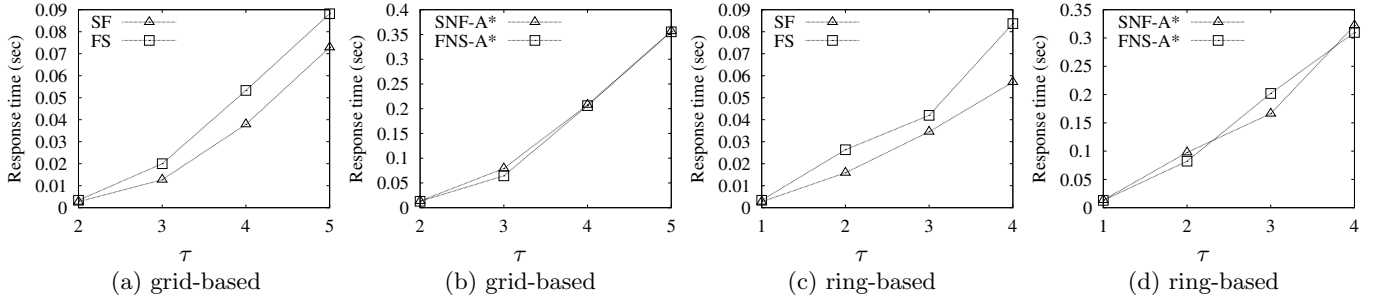 Response time (sec)
0.09
0.08
0.07
0.06
0.05
0.04
0.03
0.02
0.01
0
SF
FS
2 3 4 5
τ
(a) grid-based
Response time (sec)
0.4
0.35
0.3
0.25
0.2
0.15
0.1
0.05
0
SNF-A*
FNS-A*
2 3 4 5
τ
(b) grid-based
Response time (sec)
0.09
0.08
0.07
0.06
0.05
0.04
0.03
0.02
0.01
0
SF
FS
1 2 3 4
τ
(c) ring-based
Response time (sec)
0.35
0.3
0.25
0.2
0.15
0.1
0.05
0
SNF-A*
FNS-A*
1 2 3 4
τ
(d) ring-based